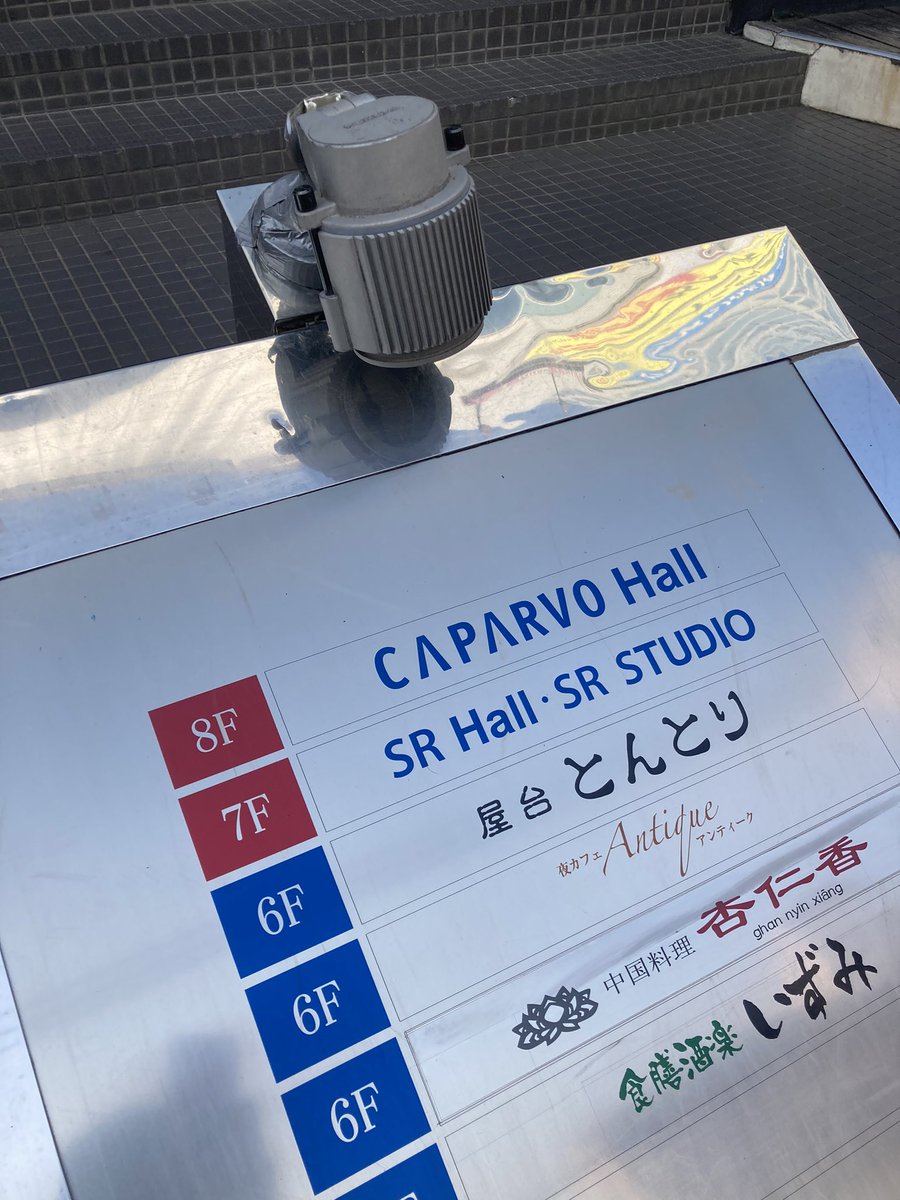 8F CAPARVO Hall
7F SR Hall・SR STUDIO
6F 屋台 とんとり
6F 夜カフェ Antique アンティーク
6F 中国料理 杏仁香
ghan nyin xiāng
食膳酒楽 いずみ